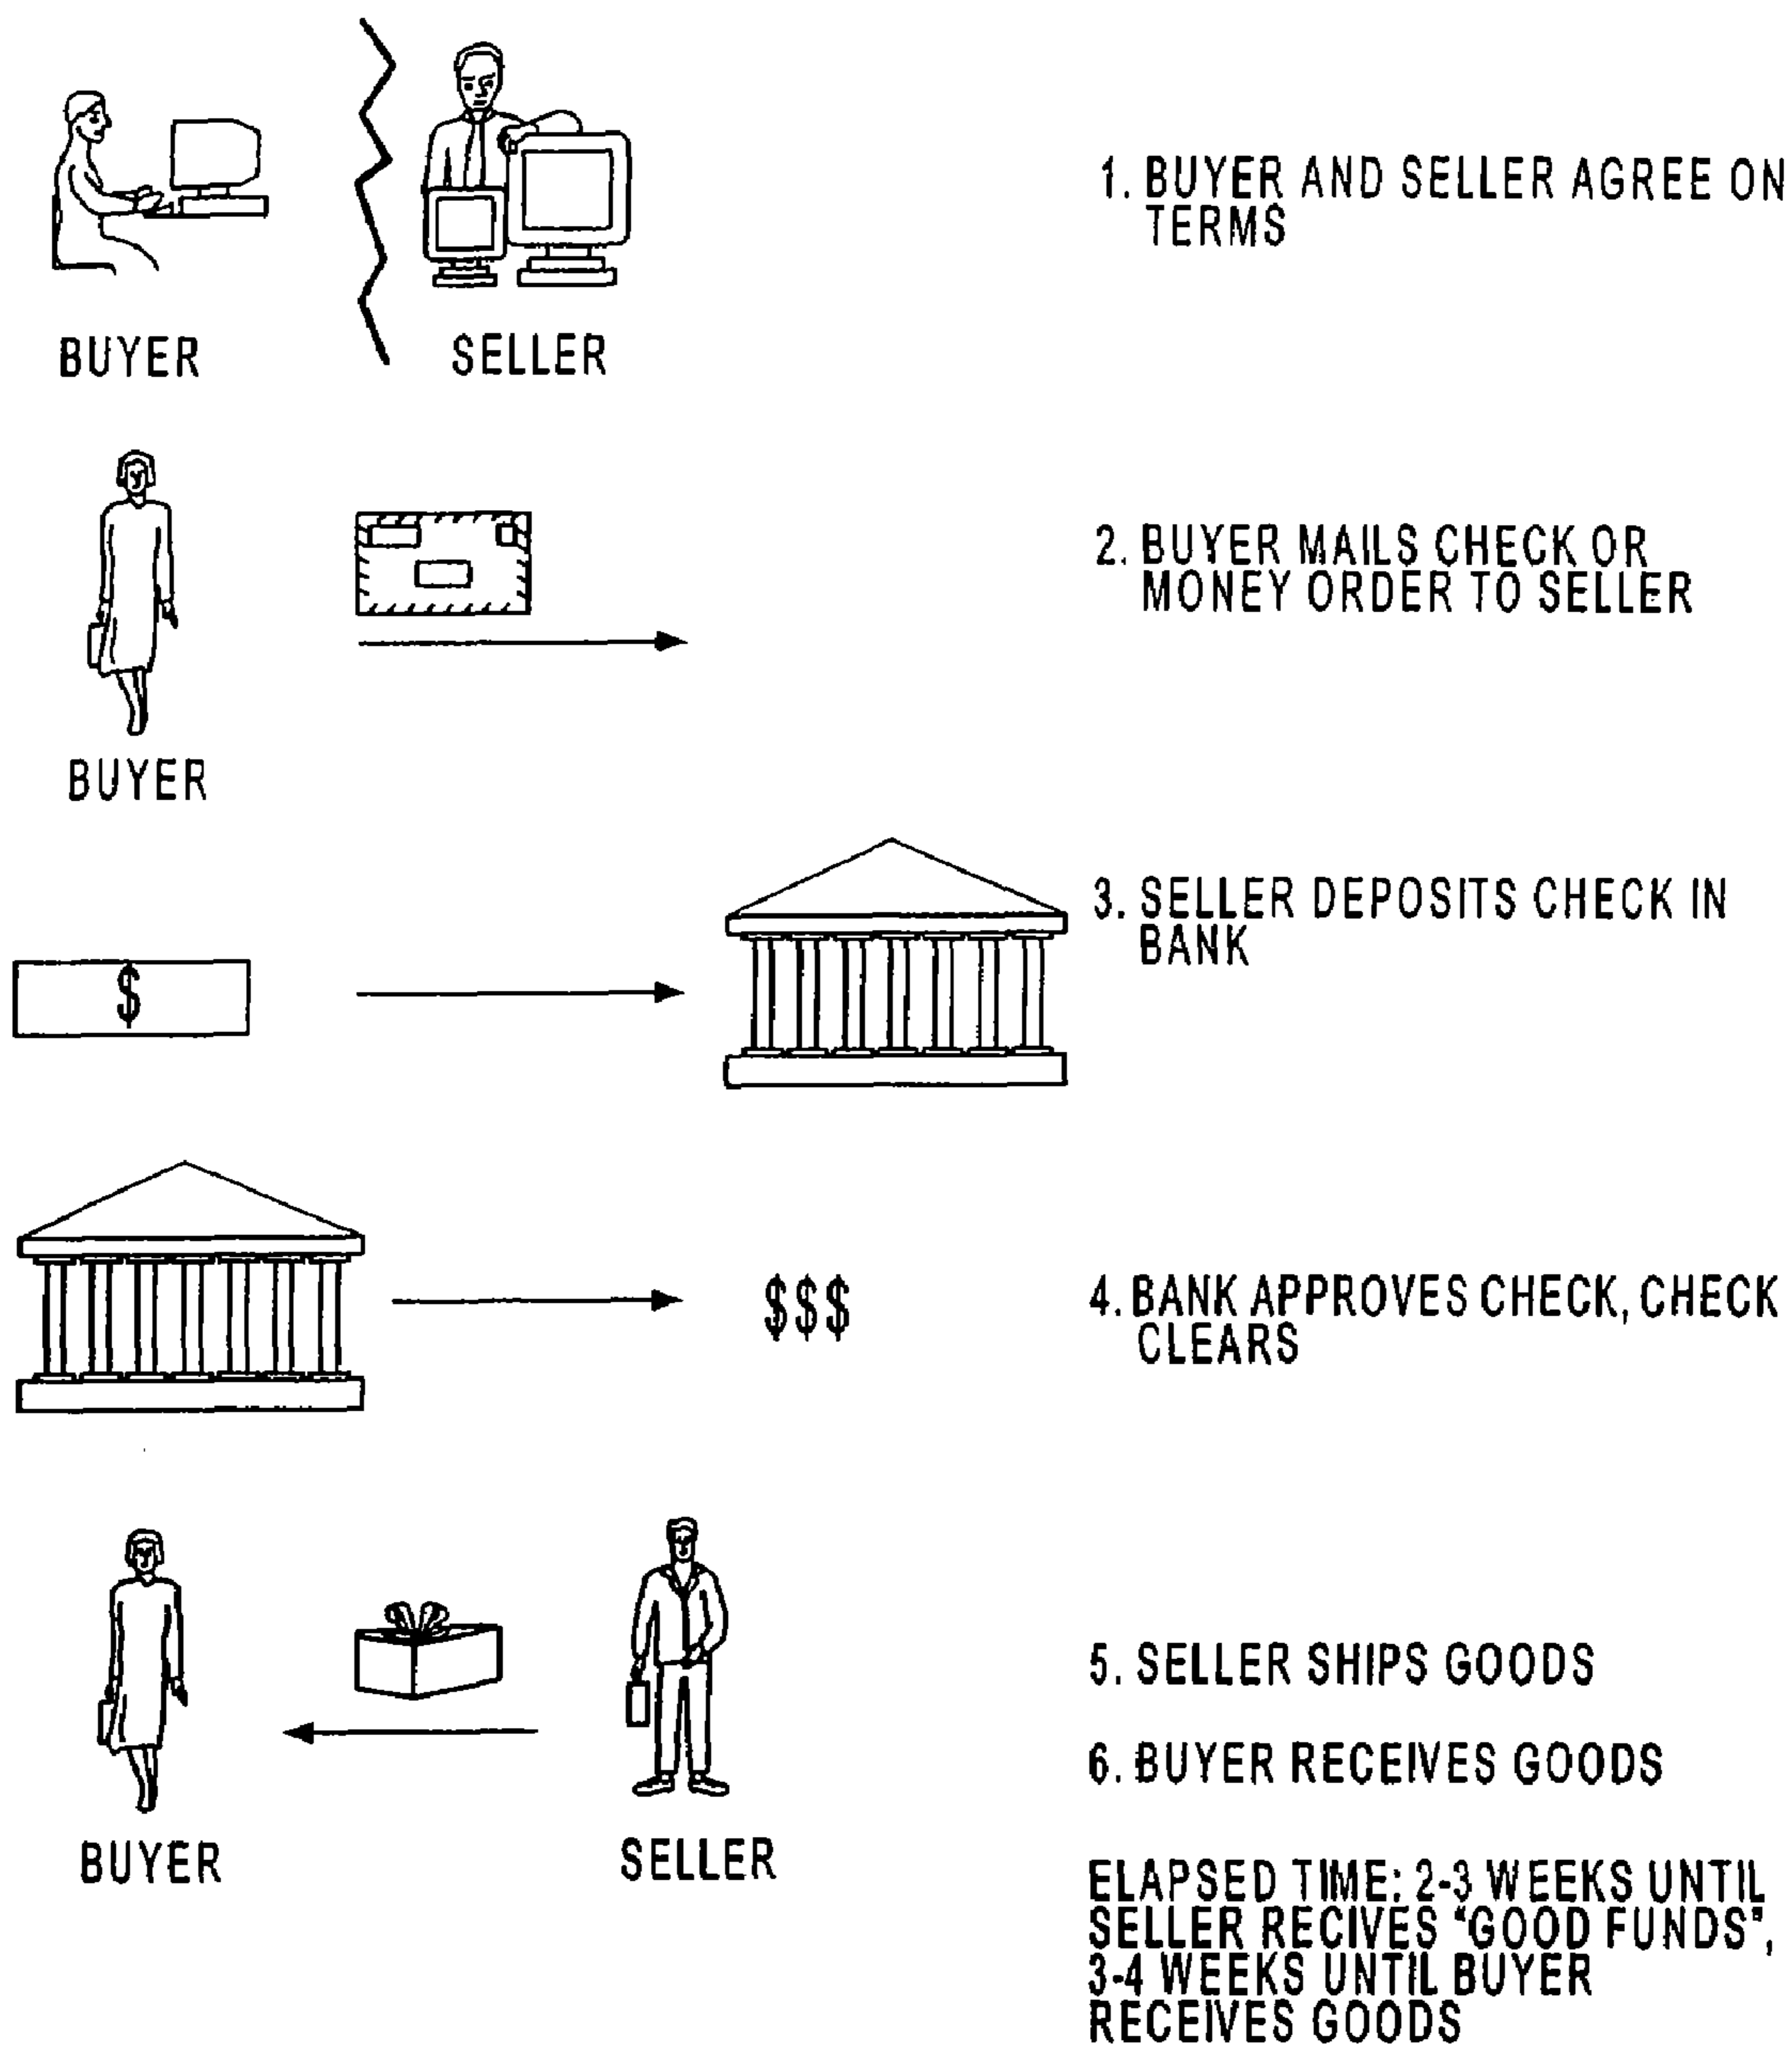 1. BUYER AND SELLER AGREE ON
TERMS
BUYER
SELLER
2. BUYER MAILS CHECK OR
MONEY ORDER TO SELLER
BUYER
3. SELLER DEPOSITS CHECK IN
BANK
$
4. BANK APPROVES CHECK, CHECK
CLEARS
$$$
5. SELLER SHIPS GOODS
6. BUYER RECEIVES GOODS
BUYER
SELLER
ELAPSED TIME: 2-3 WEEKS UNTIL
SELLER RECIVES "GOOD FUNDS",
3-4 WEEKS UNTIL BUYER
RECEIVES GOODS